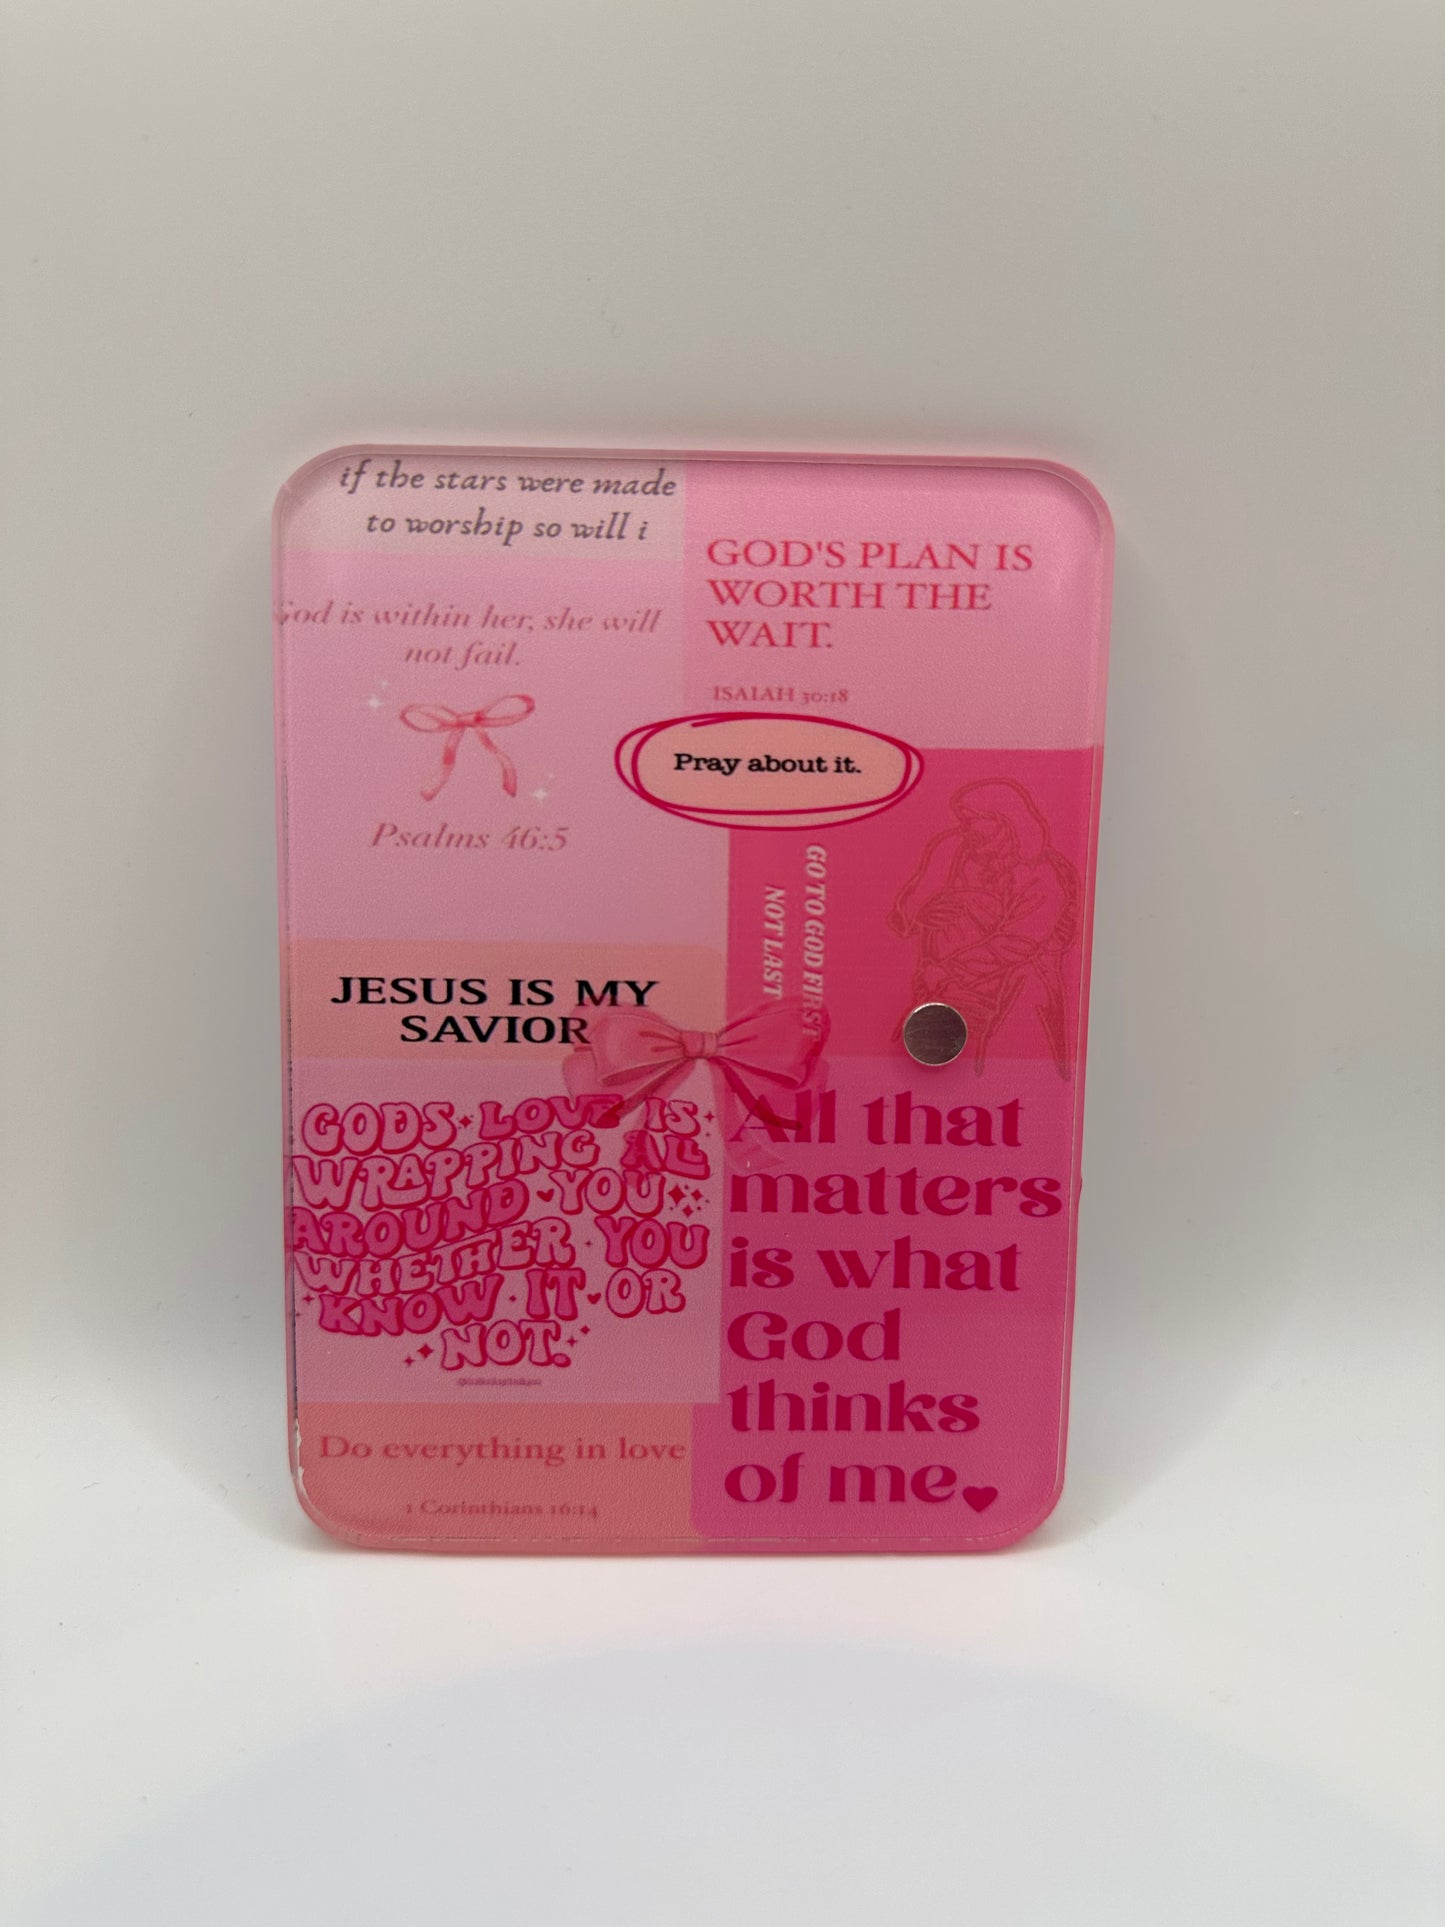 if the stars were made
to worship so will i
God is within her, she will
not fail.
Psalms 46:5
GOD'S PLAN IS
WORTH THE
WAIT.
ISAIAH 30:18
Pray about it.
GO TO GOD FIRST
NOT LAST
JESUS IS MY
SAVIOR
GODS LOVE IS
WRAPPING ALL
AROUND YOU
WHETHER YOU
KNOW IT OR
NOT.
All that
matters
is what
God
thinks
of me
Do everything in love
1 Corinthians 16:14